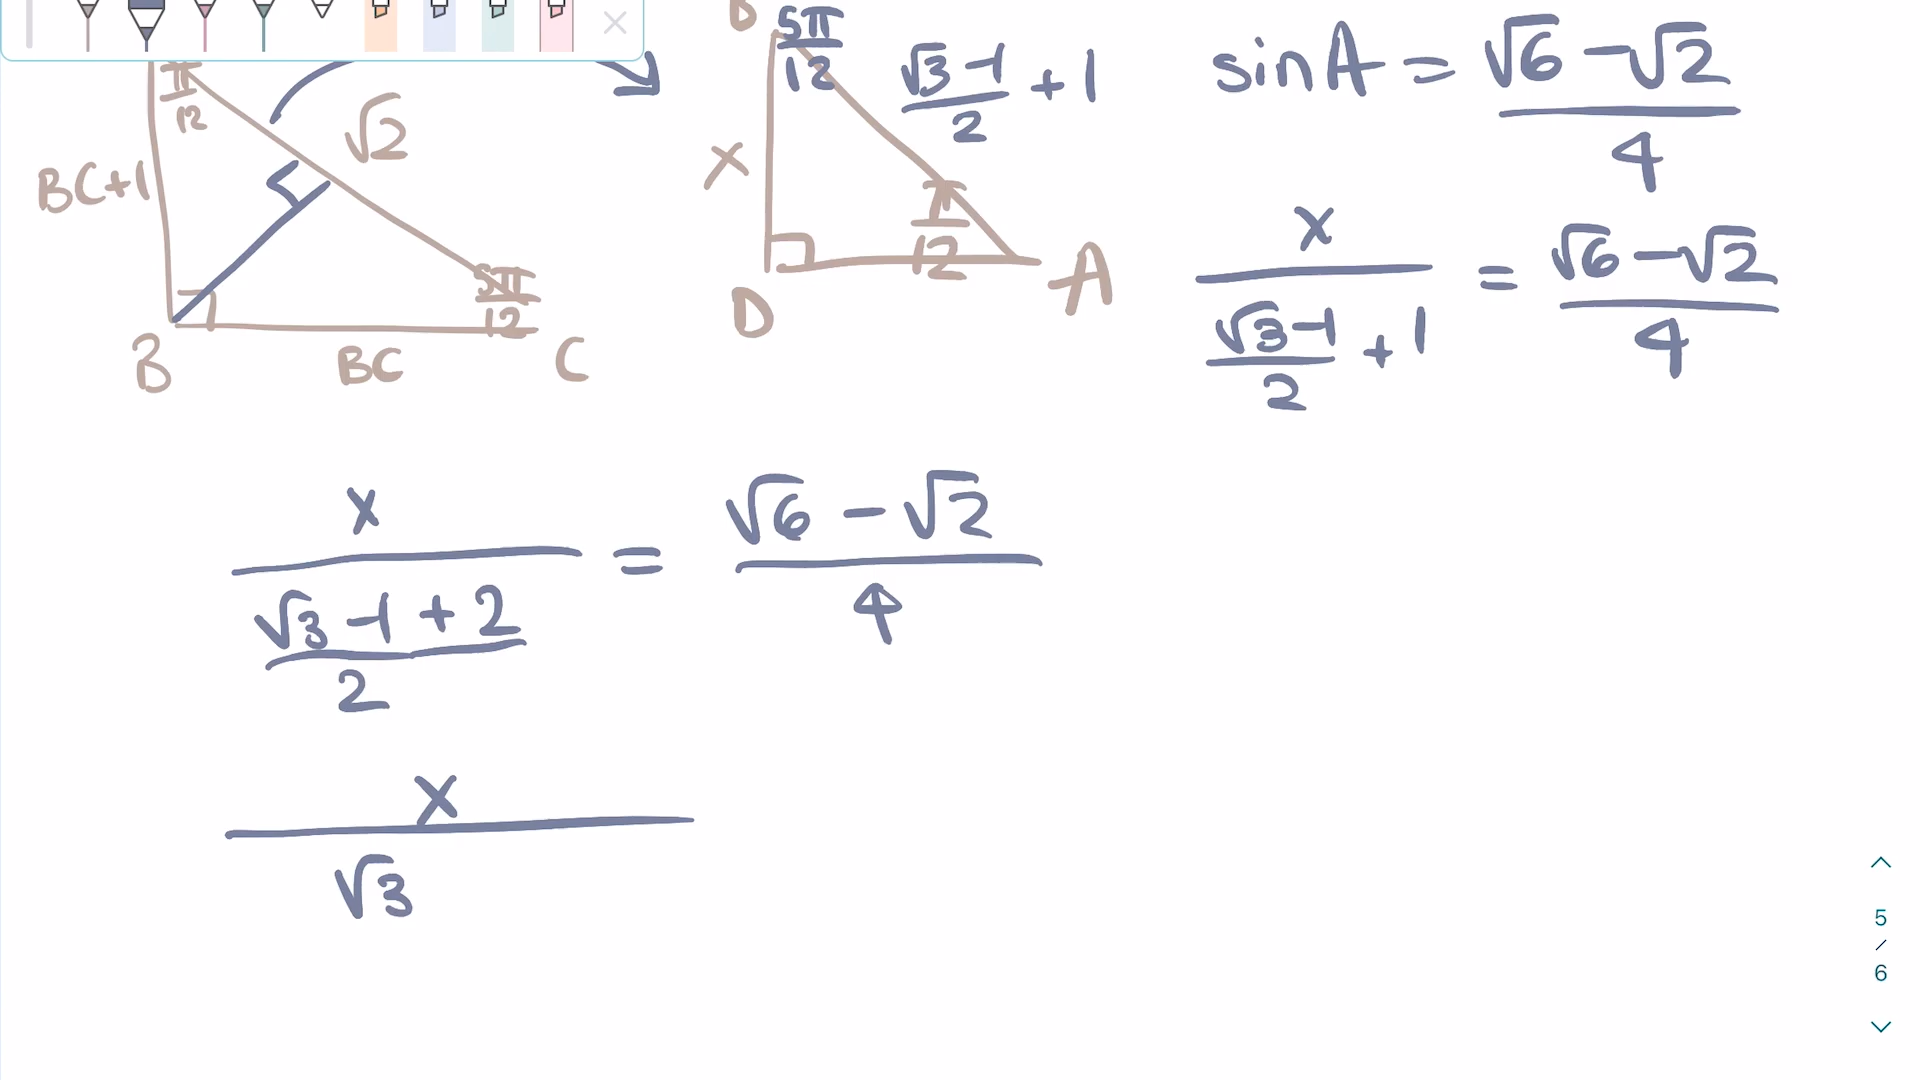 π/12
√2
BC+1
5π/12
B
BC
C
5π/12
(√3-1)/2 + 1
X
π/12
D
A
sinA = (√6-√2)/4
x/((√3-1)/2 + 1) = (√6-√2)/4
x/((√3-1+2)/2) = (√6-√2)/4
x/√3
5
/
6